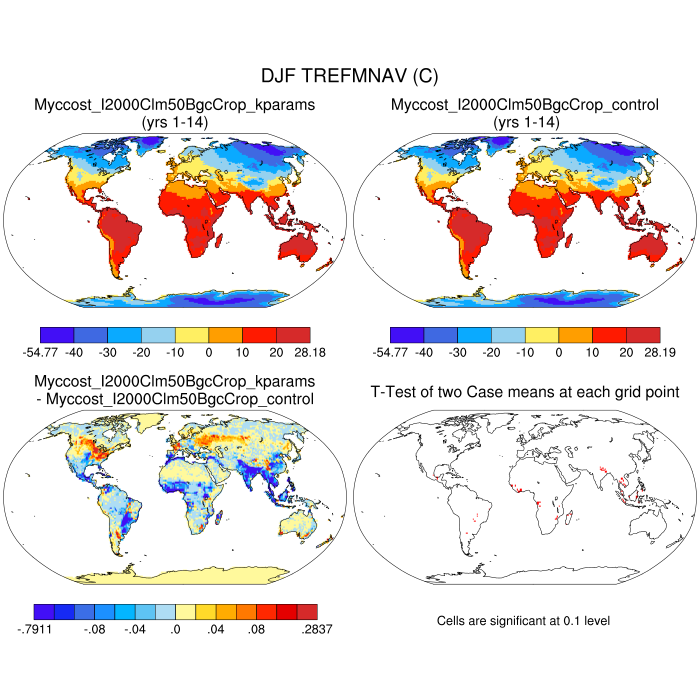 DJF TREFMNAV (C)
Myccost_I2000Clm50BgcCrop_kparams
(yrs 1-14)
Myccost_I2000Clm50BgcCrop_control
(yrs 1-14)
-54.77 -40 -30 -20 -10 0 10 20 28.18
-54.77 -40 -30 -20 -10 0 10 20 28.19
Myccost_I2000Clm50BgcCrop_kparams
- Myccost_I2000Clm50BgcCrop_control
T-Test of two Case means at each grid point
-.7911 -.08 -.04 .0 .04 .08 .2837
Cells are significant at 0.1 level